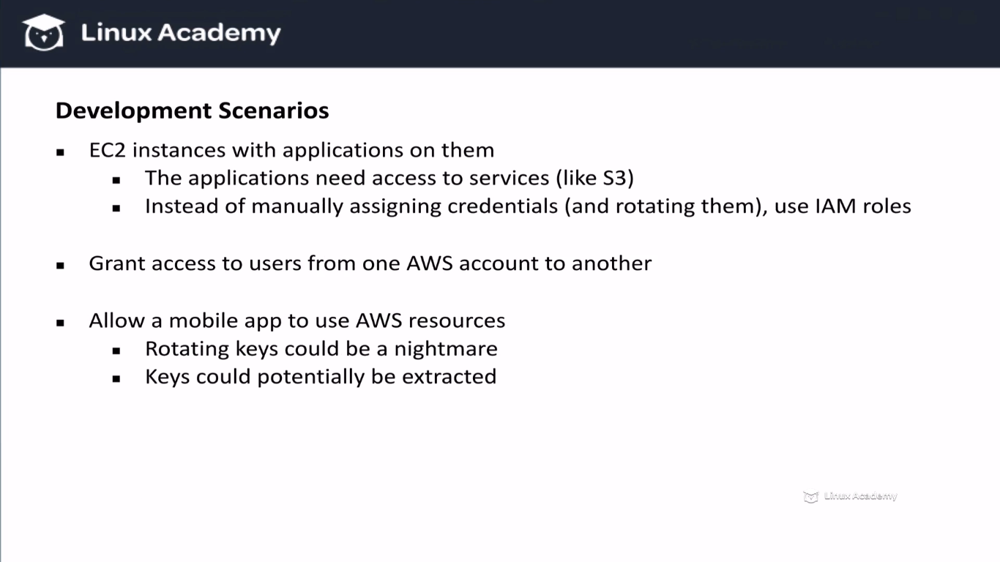 Linux Academy
Development Scenarios
▪ EC2 instances with applications on them
▪ The applications need access to services (like S3)
▪ Instead of manually assigning credentials (and rotating them), use IAM roles
▪ Grant access to users from one AWS account to another
▪ Allow a mobile app to use AWS resources
▪ Rotating keys could be a nightmare
▪ Keys could potentially be extracted
Linux Academy